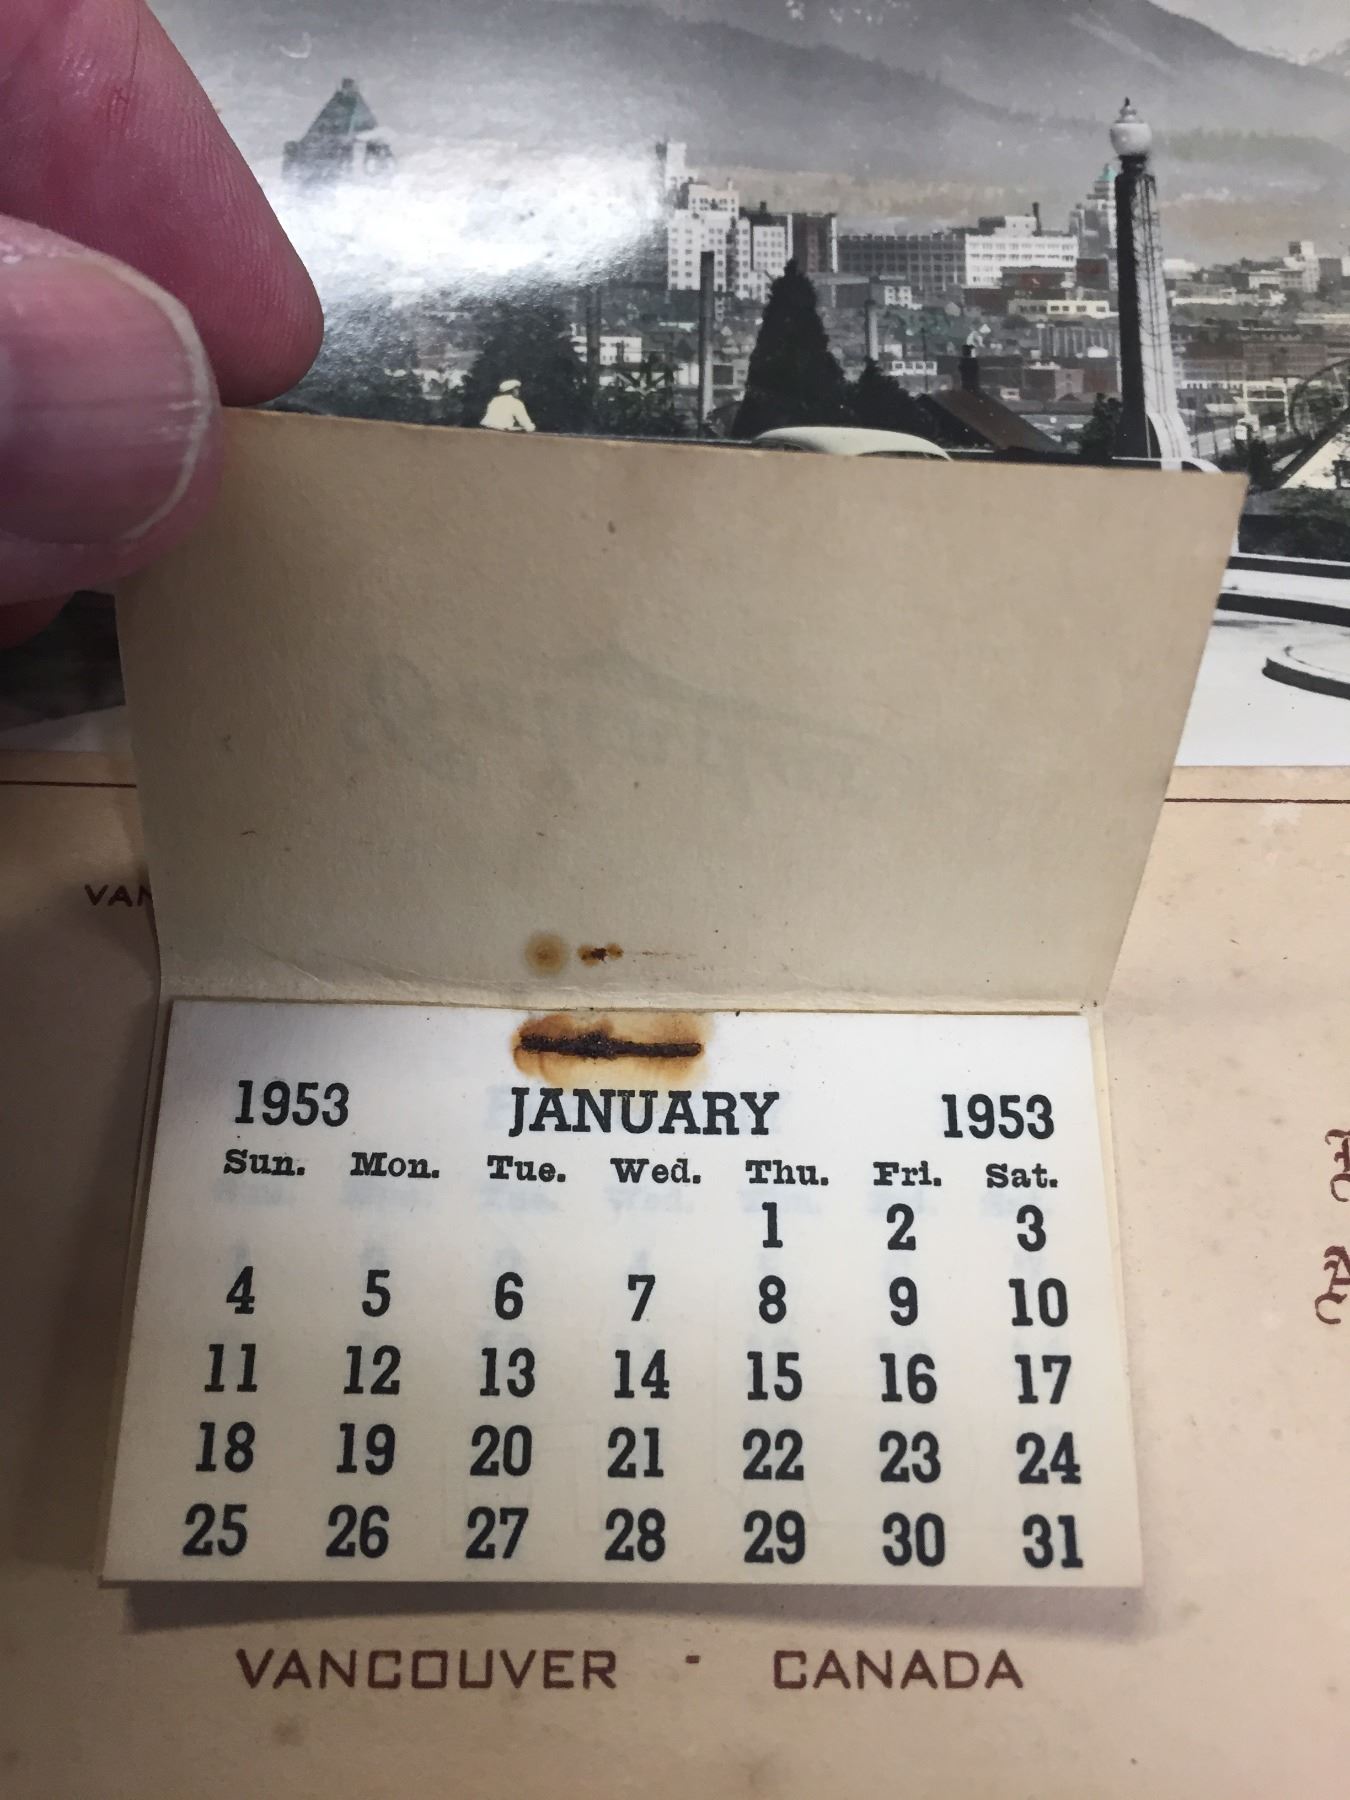 VAN
1953 JANUARY 1953
Sun. Mon. Tue. Wed. Thu. Fri. Sat.
1 2 3
4 5 6 7 8 9 10
11 12 13 14 15 16 17
18 19 20 21 22 23 24
25 26 27 28 29 30 31
VANCOUVER - CANADA